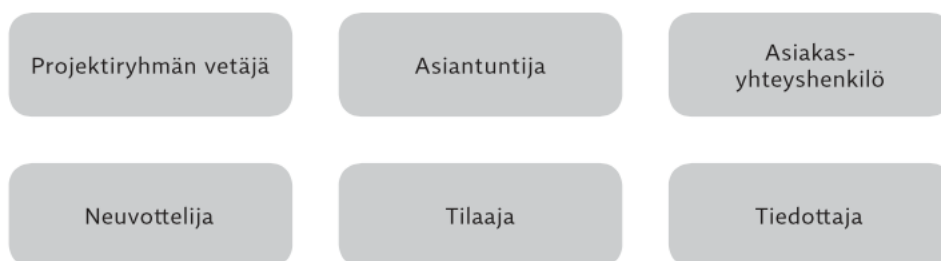 Projektiryhmän vetäjä
Asiantuntija
Asiakas-
yhteyshenkilö
Neuvottelija
Tilaaja
Tiedottaja